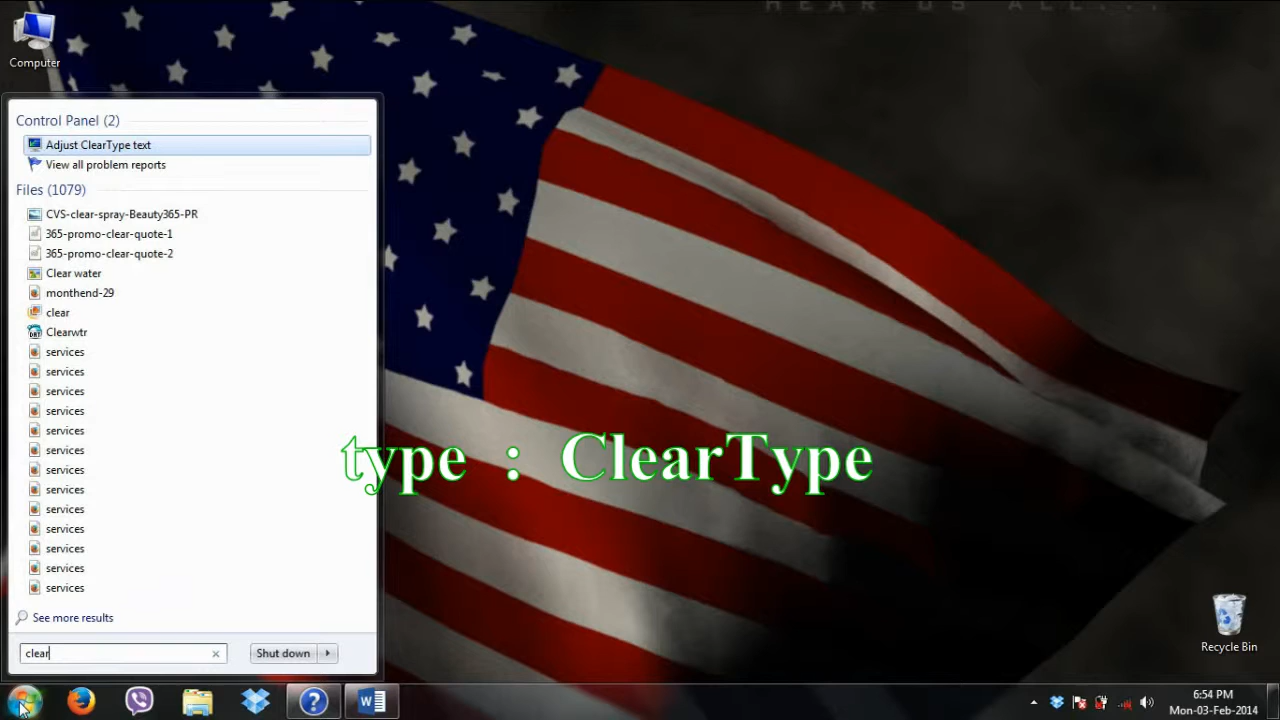 HEAR US ALL...
Computer
Control Panel (2)
Adjust ClearType text
View all problem reports
Files (1079)
CVS-clear-spray-Beauty365-PR
365-promo-clear-quote-1
365-promo-clear-quote-2
Clear water
monthend-29
clear
Clearwtr
services
services
services
services
services
services
services
services
services
services
services
services
services
type : ClearType
See more results
clear
Shut down
Recycle Bin
6:54 PM
Mon-03-Feb-2014